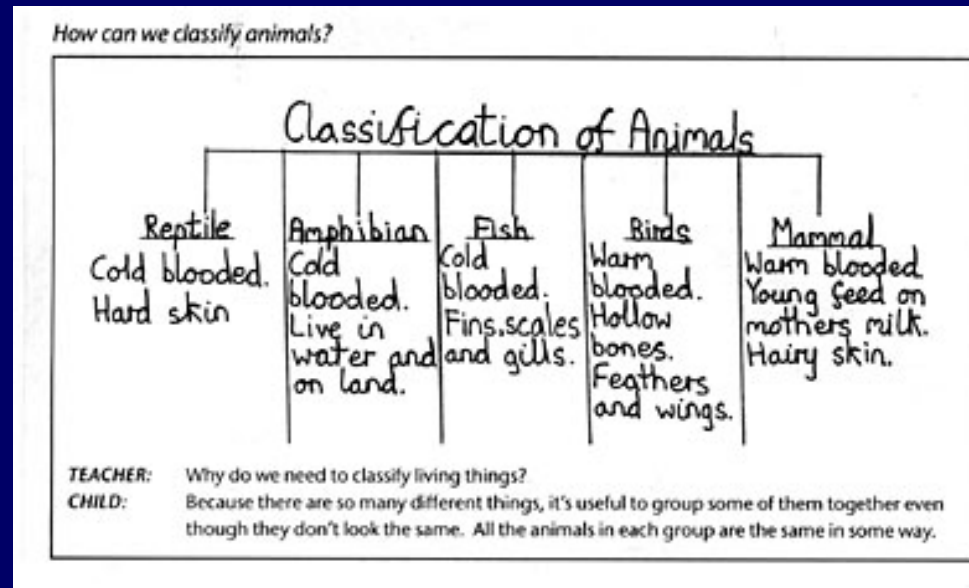 How can we classify animals?
Classification of Animals
Reptile
Cold blooded.
Hard skin
Amphibian
Cold
blooded.
Live in
water and
on land.
Fish
Cold
blooded.
Fins, scales
and gills.
Birds
Warm
blooded.
Hollow
bones.
Feathers
and wings.
Mammal
Warm blooded
Young feed on
mothers milk.
Hairy skin.
TEACHER: Why do we need to classify living things?
CHILD: Because there are so many different things, it's useful to group some of them together even
though they don't look the same. All the animals in each group are the same in some way.